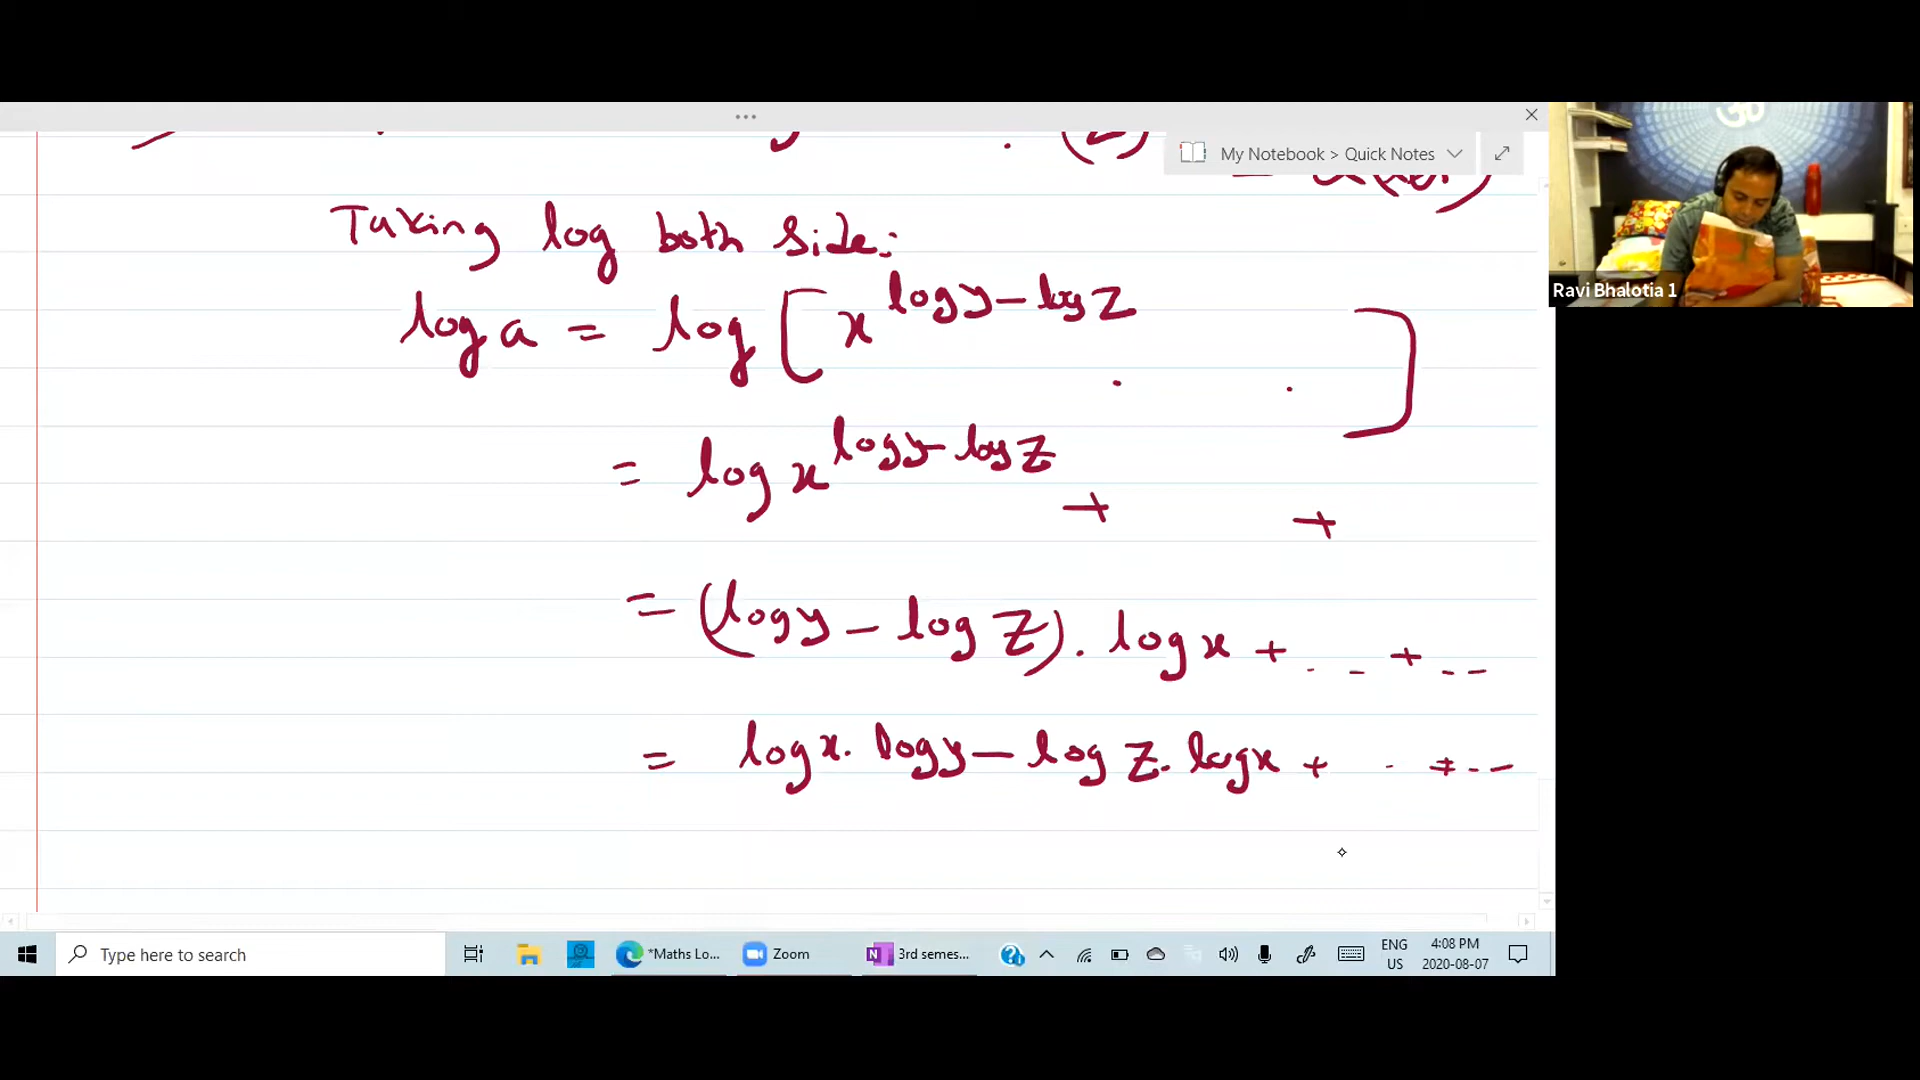 My Notebook > Quick Notes
Taking log both side:
log a = log [ x^{log y - log z} . . ]
= log x^{log y - log z} + +
= (log y - log z). log x + ... + ...
= log x. log y - log z. log x + . + ...
Ravi Bhalotia 1
Type here to search
*Maths Lo...
Zoom
3rd semes...
ENG
US
4:08 PM
2020-08-07